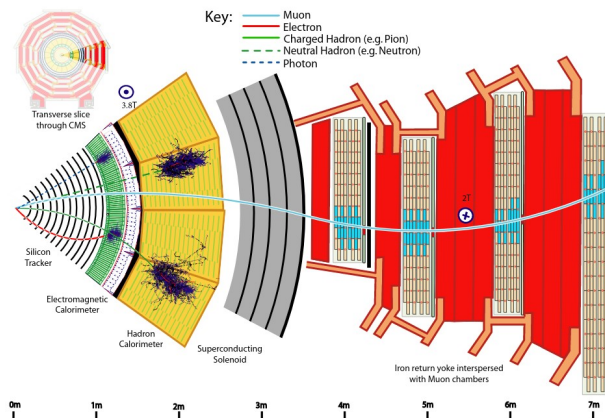 Key:
Muon
Electron
Charged Hadron (e.g. Pion)
Neutral Hadron (e.g. Neutron)
Photon
Transverse slice
through CMS
3.8T
2T
Silicon
Tracker
Electromagnetic
Calorimeter
Hadron
Calorimeter
Superconducting
Solenoid
Iron return yoke interspersed
with Muon chambers
0m
1m
2m
3m
4m
5m
6m
7m